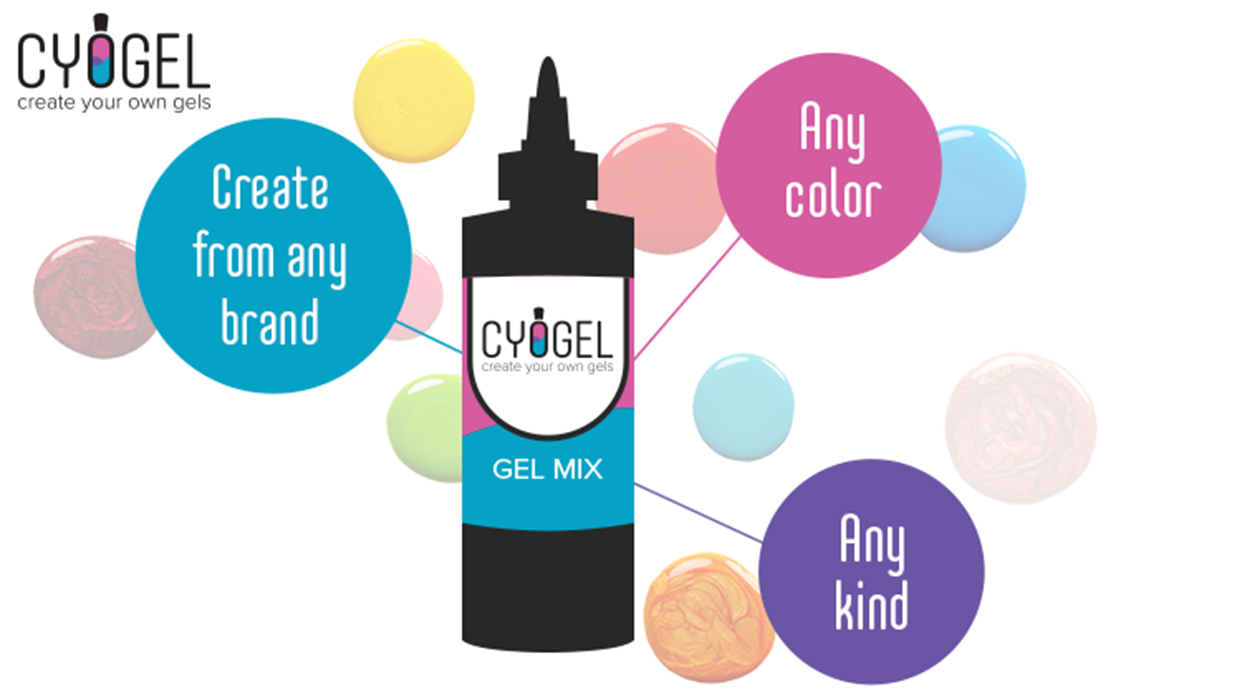 CYOGEL
create your own gels
Create
from any
brand
Any
color
CYOGEL
create your own gels
GEL MIX
Any
kind